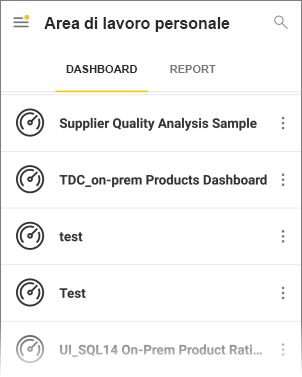 Area di lavoro personale
DASHBOARD REPORT
Supplier Quality Analysis Sample
TDC_on-prem Products Dashboard
test
Test
UI_SQL14 On-Prem Product Rati...